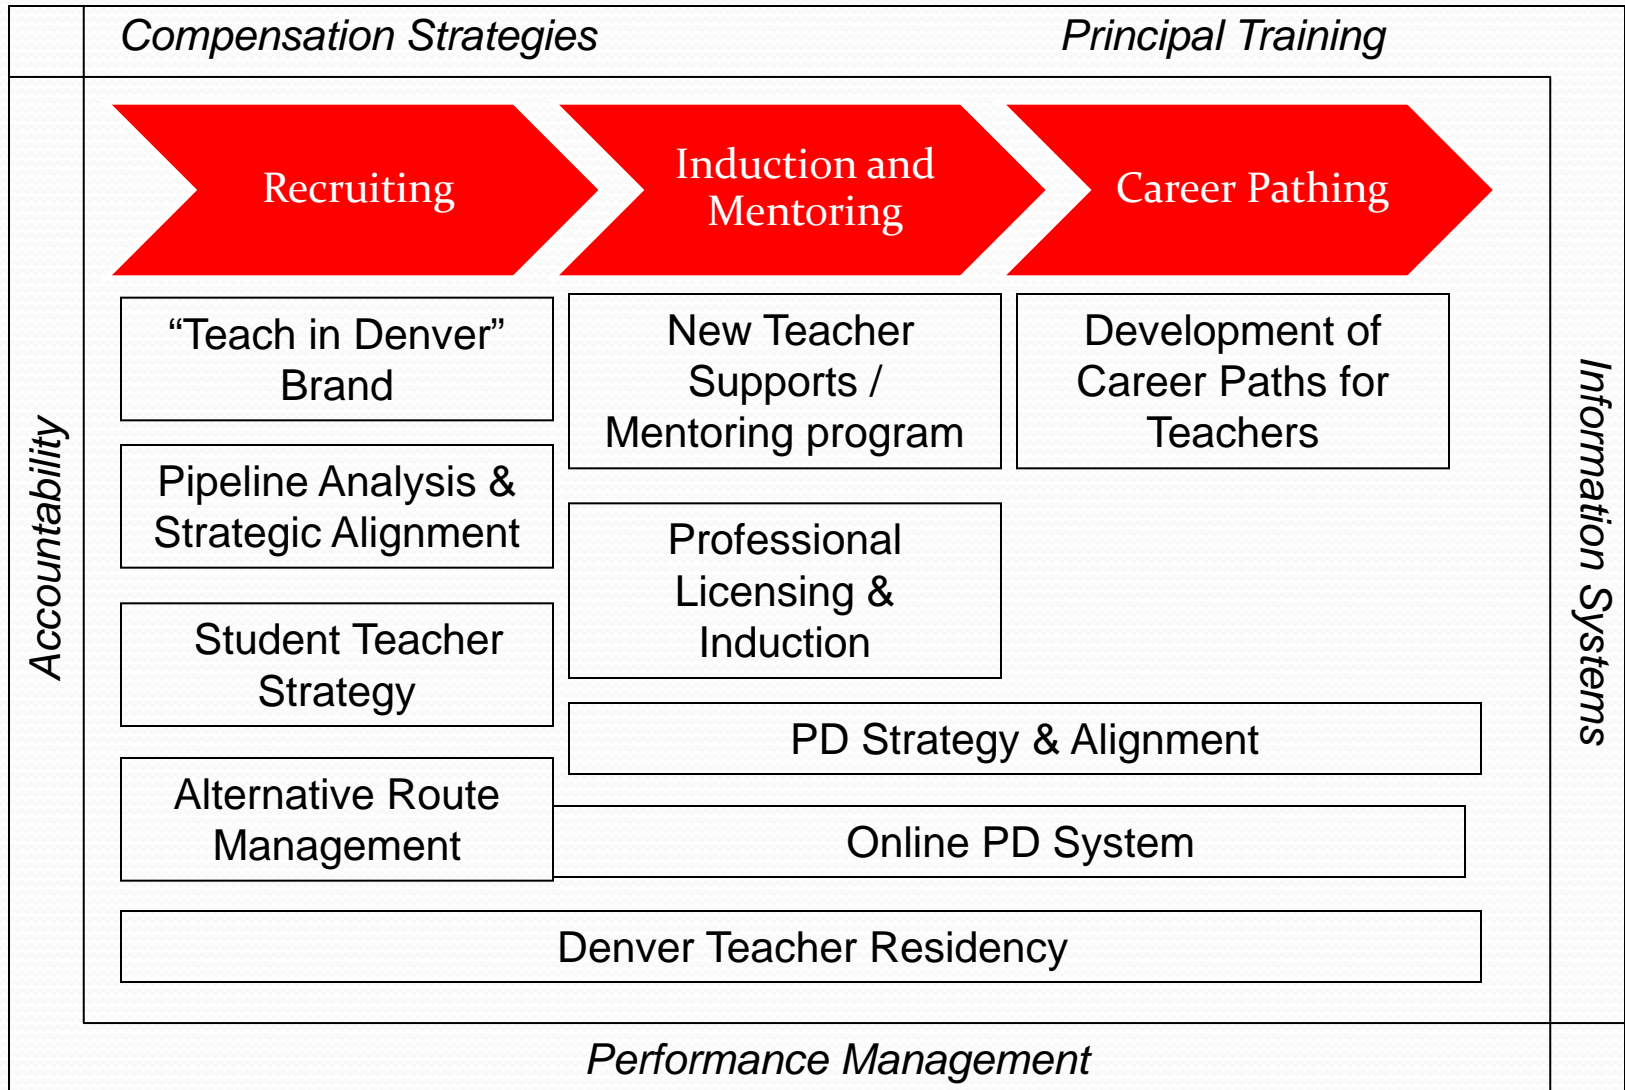 Compensation Strategies
Principal Training
Accountability
Recruiting
Induction and
Mentoring
Career Pathing
“Teach in Denver”
Brand
Pipeline Analysis &
Strategic Alignment
Student Teacher
Strategy
Alternative Route
Management
New Teacher
Supports /
Mentoring program
Professional
Licensing &
Induction
Development of
Career Paths for
Teachers
PD Strategy & Alignment
Online PD System
Denver Teacher Residency
Information Systems
Performance Management